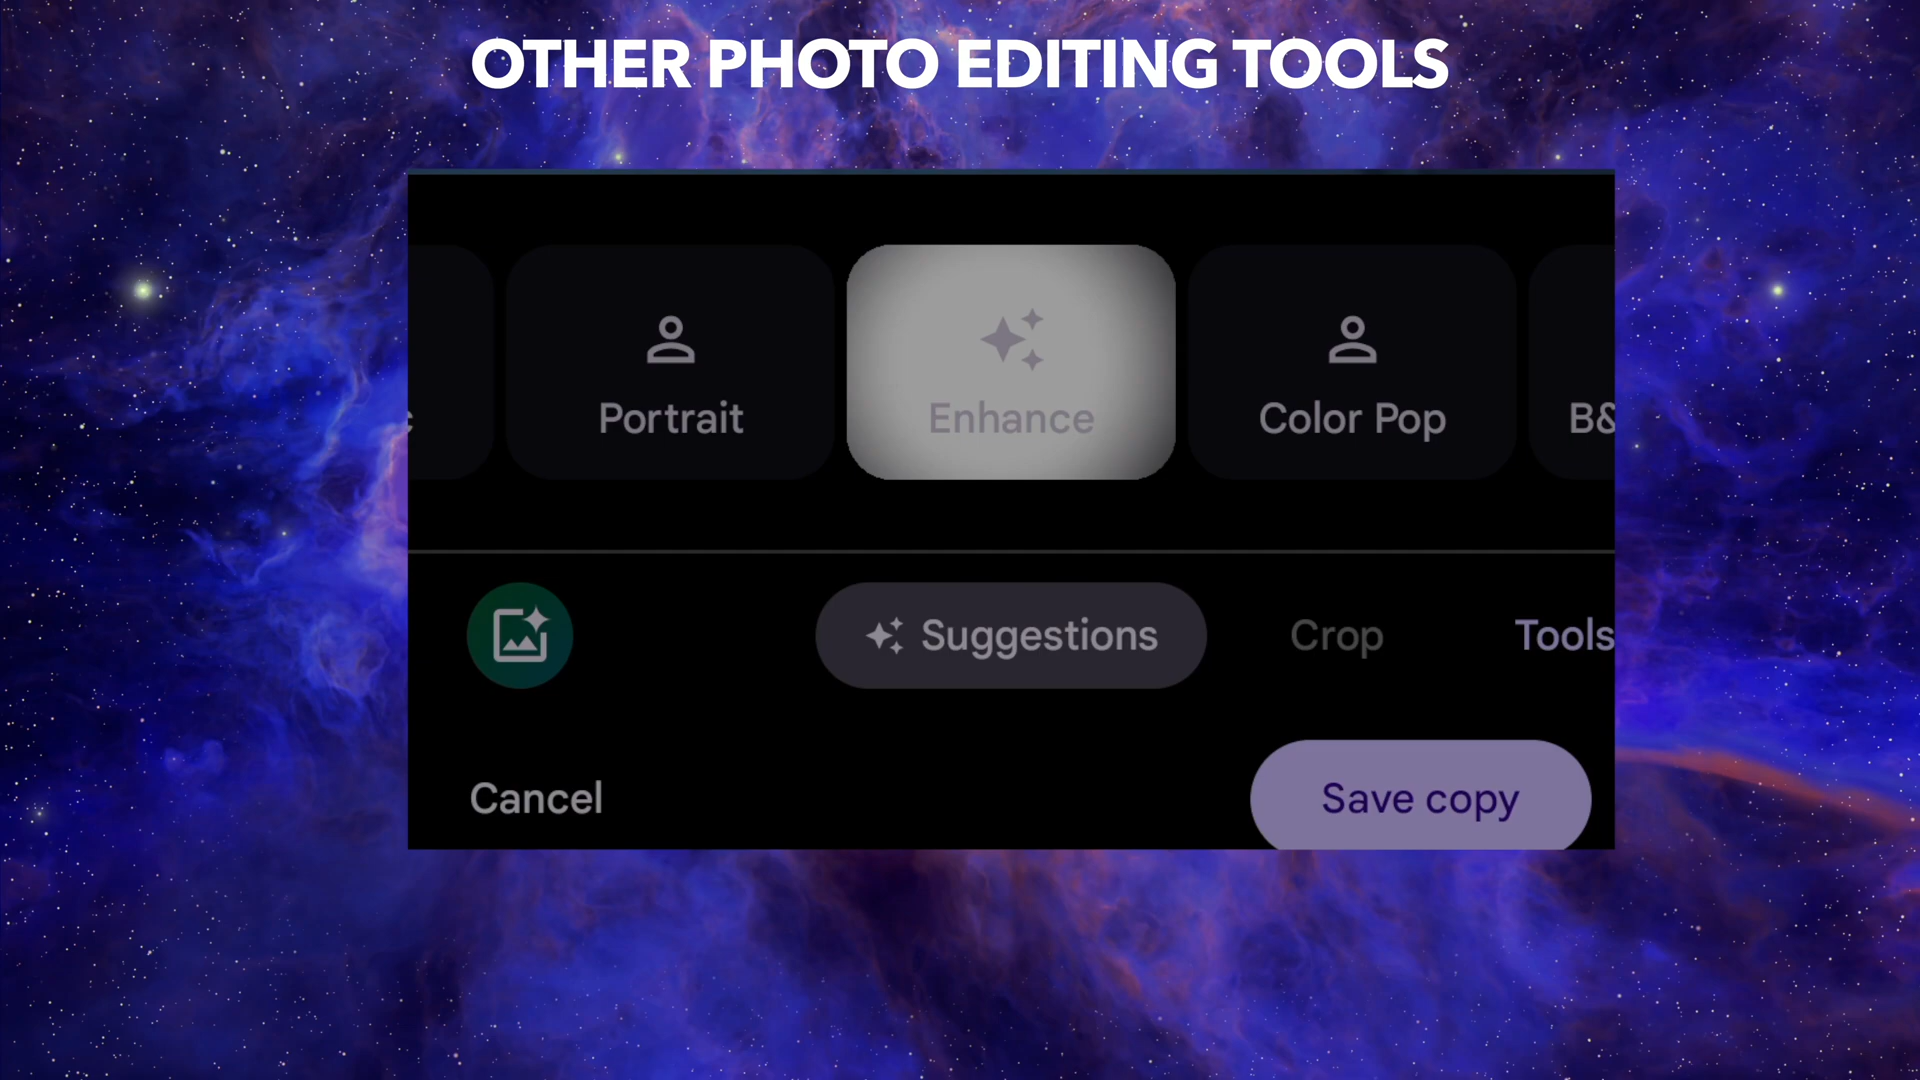 OTHER PHOTO EDITING TOOLS
Portrait
Enhance
Color Pop
B&
Suggestions
Crop
Tools
Cancel
Save copy